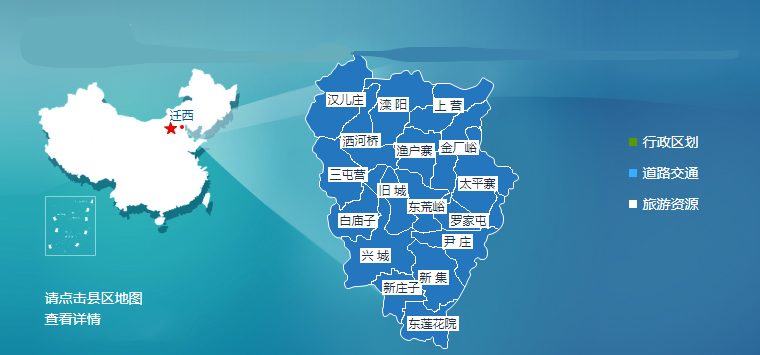 迁西
汉儿庄
滦阳
上营
洒河桥
渔户寨
金厂峪
三屯营
旧城
太平寨
东荒峪
白庙子
罗家屯
尹庄
兴城
新集
新庄子
东莲花院
行政区划
道路交通
旅游资源
请点击县区地图
查看详情